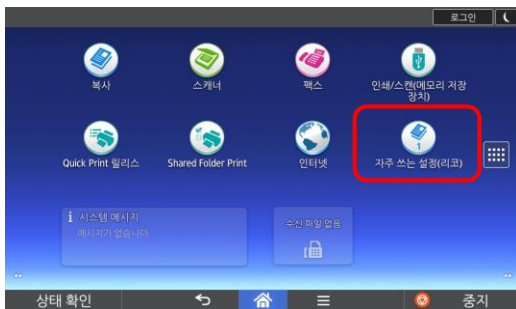 로그인
복사
스캐너
팩스
인쇄/스캔(메모리 저장
장치)
Quick Print 릴리스
Shared Folder Print
인터넷
1
자주 쓰는 설정(리코)
i 시스템 메시지
메시지가 없습니다.
수신 파일 없음
상태 확인
중지